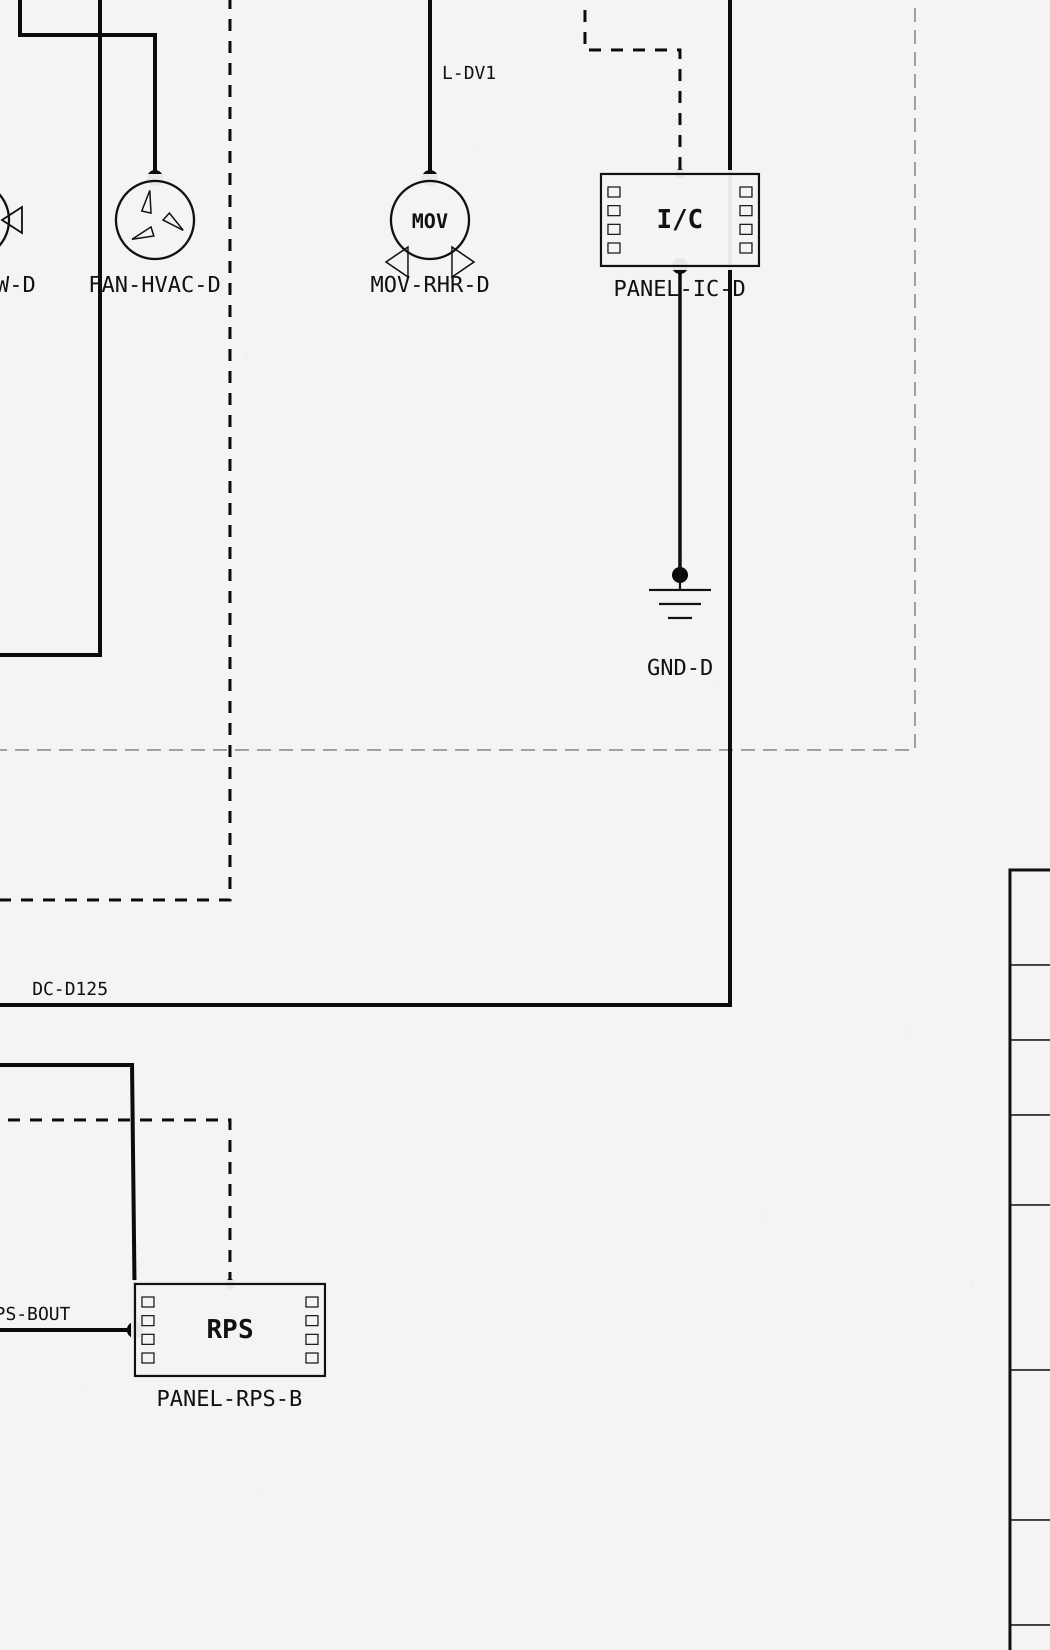 L-DV1
MOV
I/C
W-D
FAN-HVAC-D
MOV-RHR-D
PANEL-IC-D
GND-D
DC-D125
PS-BOUT
RPS
PANEL-RPS-B